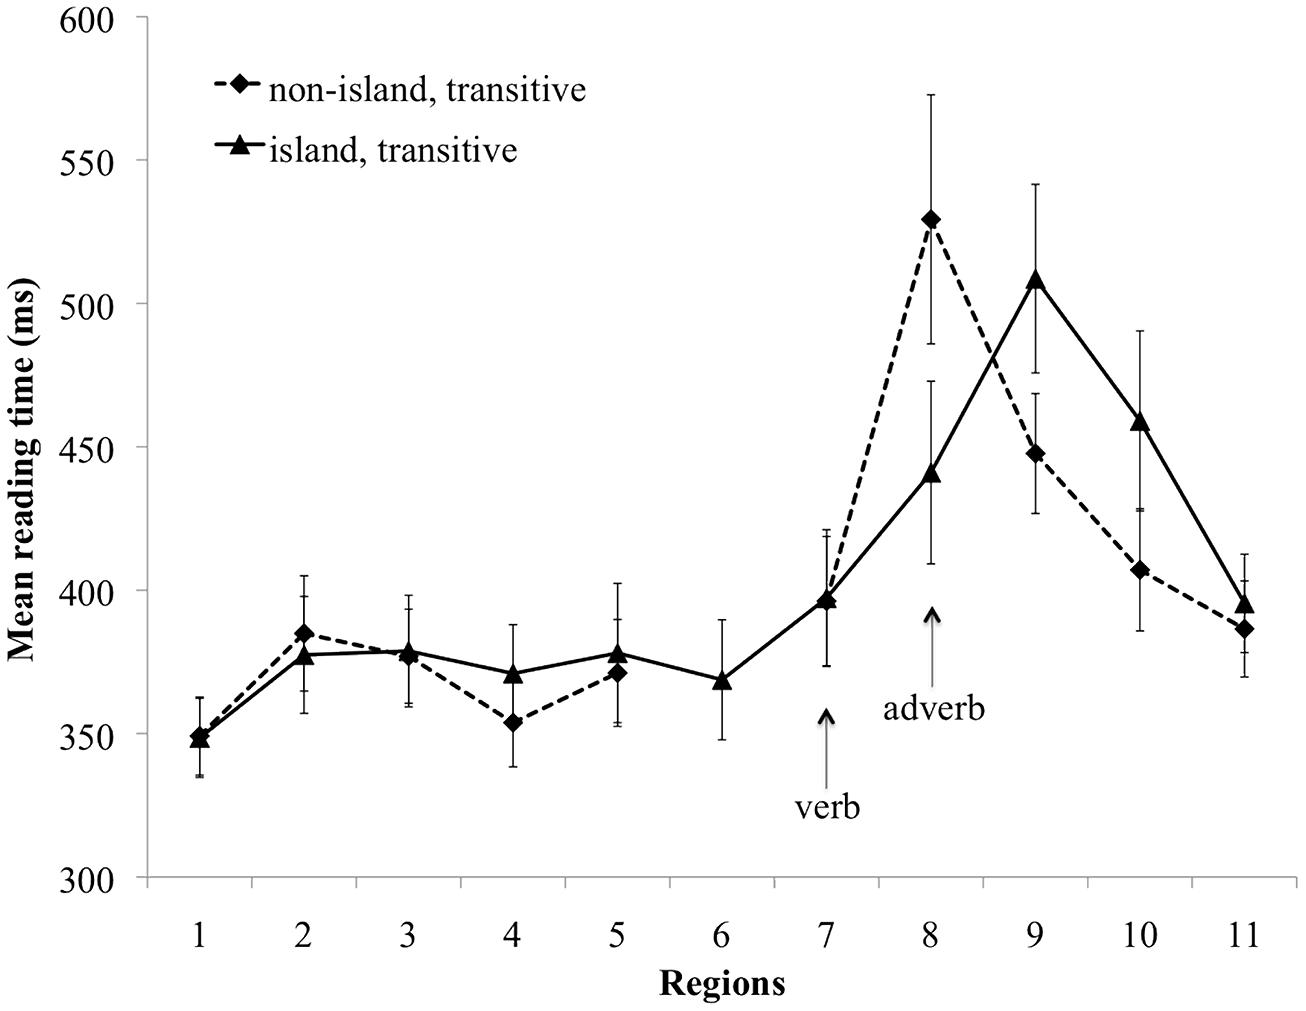 600
550
500
450
400
350
300
Mean reading time (ms)
non-island, transitive
island, transitive
adverb
verb
1 2 3 4 5 6 7 8 9 10 11
Regions